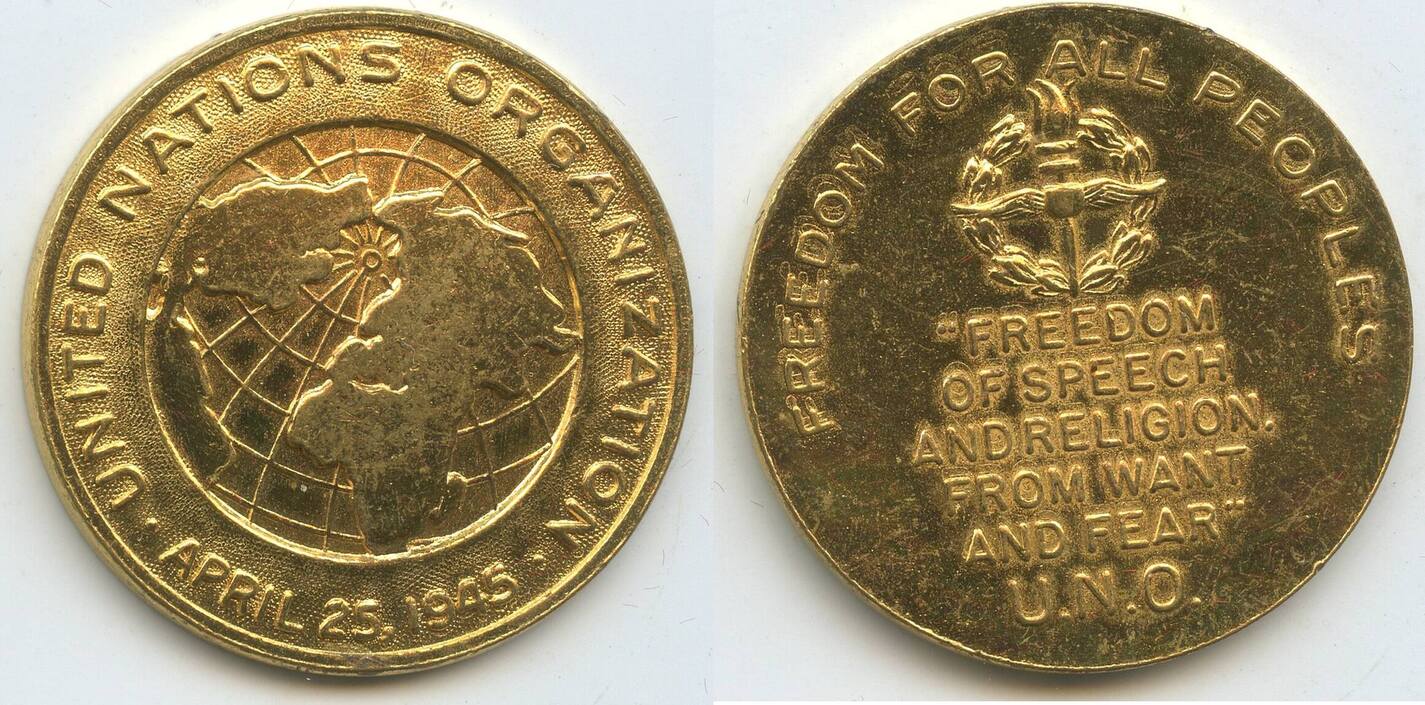 UNITED NATIONS ORGANIZATION
· APRIL 25, 1945 ·
FREEDOM FOR ALL PEOPLES
"FREEDOM
OF SPEECH
AND RELIGION.
FROM WANT
AND FEAR"
U.N.O.